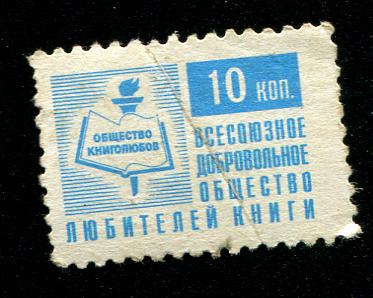 10 коп.
ОБЩЕСТВО
КНИГОЛЮБОВ
ВСЕСОЮЗНОЕ
ДОБРОВОЛЬНОЕ
ОБЩЕСТВО
ЛЮБИТЕЛЕЙ КНИГИ